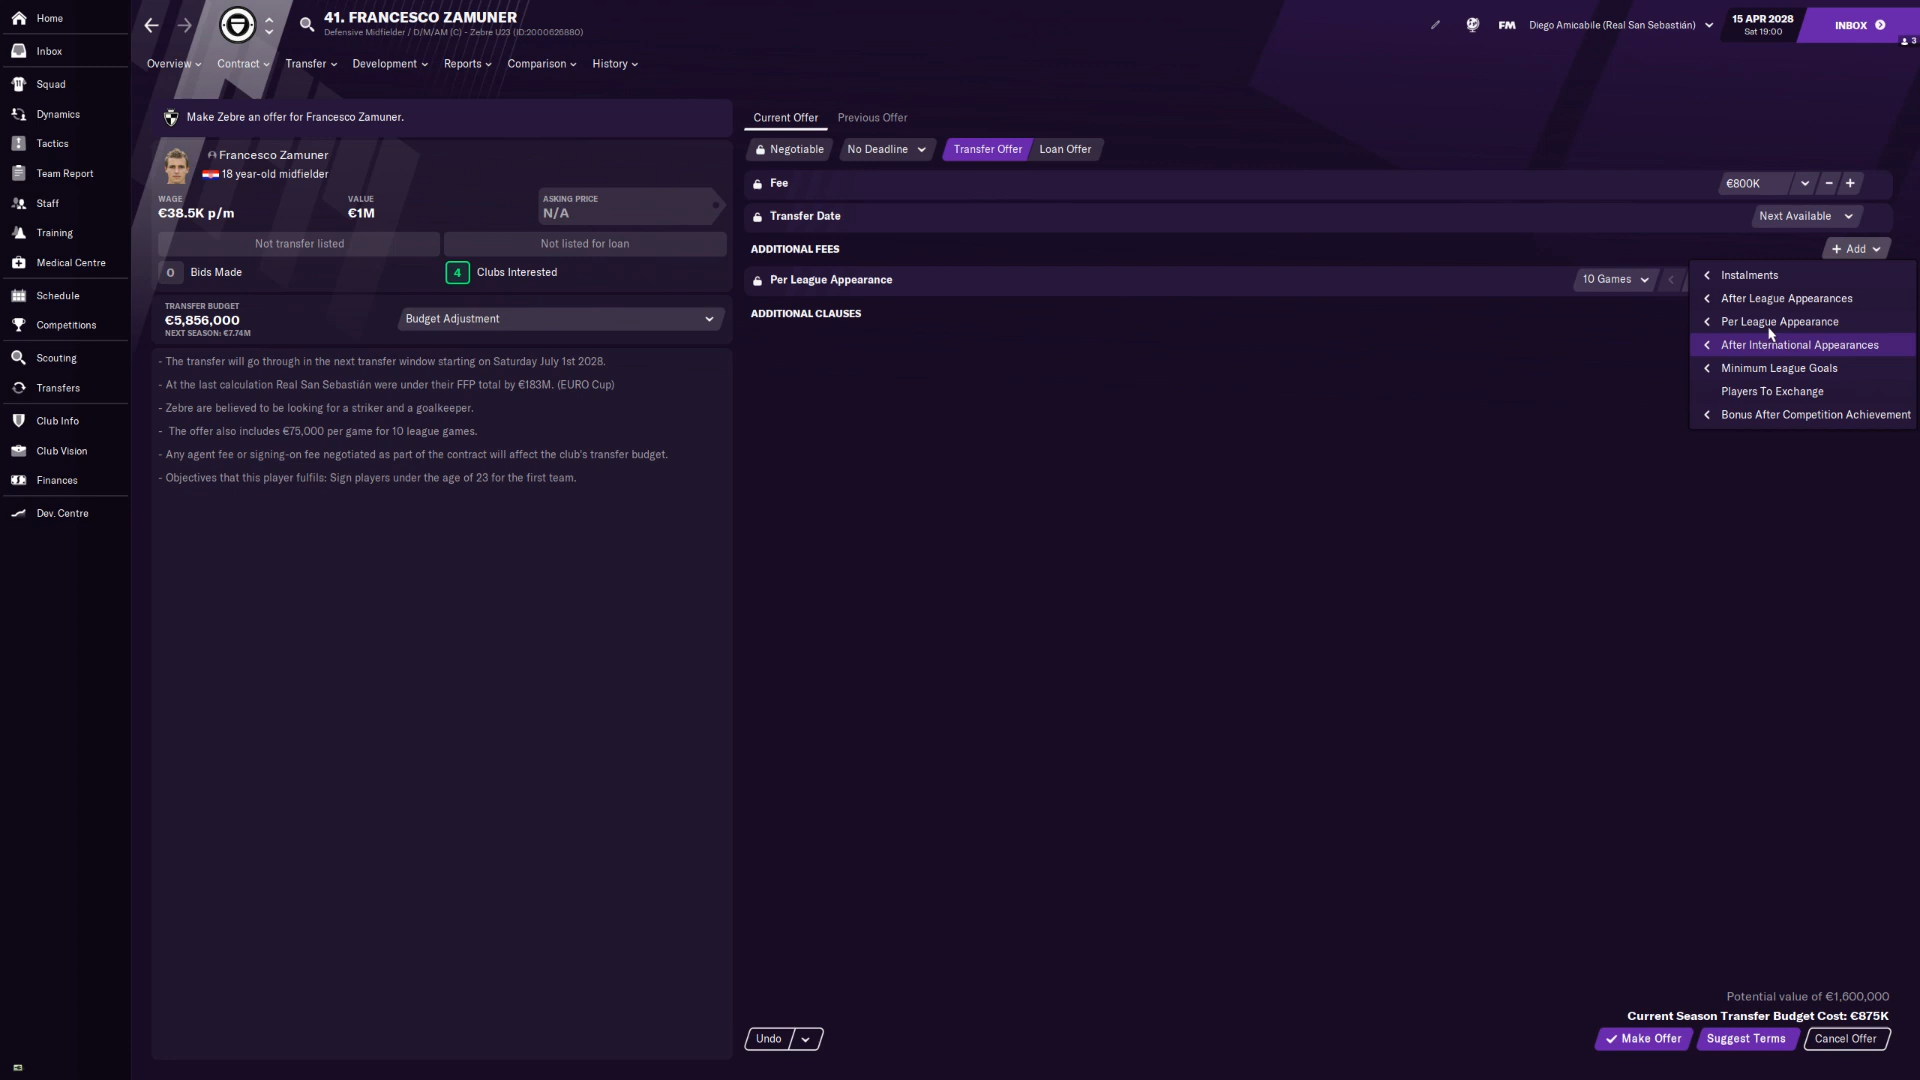 Home
Inbox
Squad
Dynamics
Tactics
Team Report
Staff
Training
Medical Centre
Schedule
Competitions
Scouting
Transfers
Club Info
Club Vision
Finances
Dev. Centre
41. FRANCESCO ZAMUNER
Defensive Midfielder / D/M/AM (C) - Zebre U23 (ID:2000626880)
FM
Diego Amicabile (Real San Sebastián)
15 APR 2028
Sat 19:00
INBOX
3
Overview
Contract
Transfer
Development
Reports
Comparison
History
Make Zebre an offer for Francesco Zamuner.
Francesco Zamuner
18 year-old midfielder
WAGE
€38.5K p/m
VALUE
€1M
ASKING PRICE
N/A
Not transfer listed
Not listed for loan
0 Bids Made
4 Clubs Interested
TRANSFER BUDGET
€5,856,000
NEXT SEASON: €7.74M
Budget Adjustment
- The transfer will go through in the next transfer window starting on Saturday July 1st 2028.
- At the last calculation Real San Sebastián were under their FFP total by €183M. (EURO Cup)
- Zebre are believed to be looking for a striker and a goalkeeper.
- The offer also includes €75,000 per game for 10 league games.
- Any agent fee or signing-on fee negotiated as part of the contract will affect the club's transfer budget.
- Objectives that this player fulfils: Sign players under the age of 23 for the first team.
Current Offer
Previous Offer
Negotiable
No Deadline
Transfer Offer
Loan Offer
Fee
€800K
Transfer Date
Next Available
ADDITIONAL FEES
+ Add
Per League Appearance
10 Games
ADDITIONAL CLAUSES
Instalments
After League Appearances
Per League Appearance
After International Appearances
Minimum League Goals
Players To Exchange
Bonus After Competition Achievement
Potential value of €1,600,000
Current Season Transfer Budget Cost: €875K
Undo
Make Offer
Suggest Terms
Cancel Offer